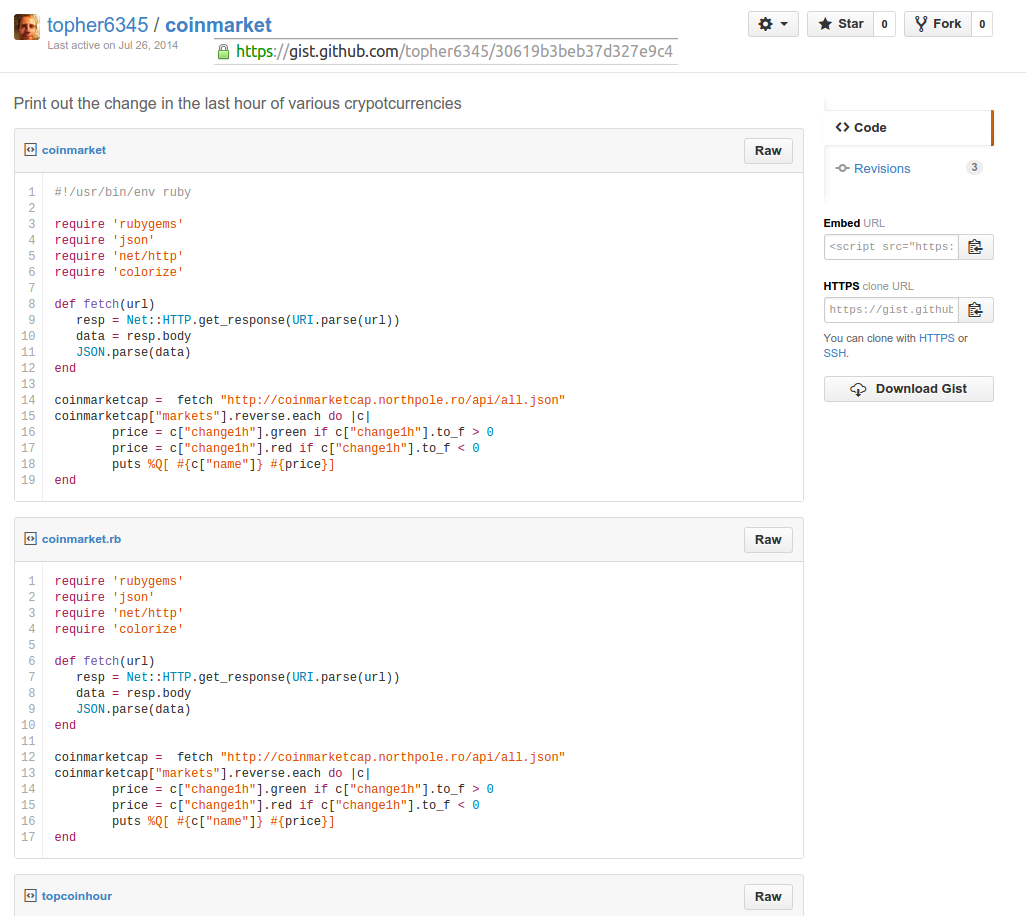 topher6345 / coinmarket
Last active on Jul 26, 2014
https://gist.github.com/topher6345/30619b3beb37d327e9c4
Star 0
Fork 0
Print out the change in the last hour of various crypotcurrencies
coinmarket
Raw
1 #!/usr/bin/env ruby
2
3 require 'rubygems'
4 require 'json'
5 require 'net/http'
6 require 'colorize'
7
8 def fetch(url)
9 resp = Net::HTTP.get_response(URI.parse(url))
10 data = resp.body
11 JSON.parse(data)
12 end
13
14 coinmarketcap =  fetch "http://coinmarketcap.northpole.ro/api/all.json"
15 coinmarketcap["markets"].reverse.each do |c|
16 price = c["change1h"].green if c["change1h"].to_f > 0
17 price = c["change1h"].red if c["change1h"].to_f < 0
18 puts %Q[ #{c["name"]} #{price}]
19 end
coinmarket.rb
Raw
1 require 'rubygems'
2 require 'json'
3 require 'net/http'
4 require 'colorize'
5
6 def fetch(url)
7 resp = Net::HTTP.get_response(URI.parse(url))
8 data = resp.body
9 JSON.parse(data)
10 end
11
12 coinmarketcap =  fetch "http://coinmarketcap.northpole.ro/api/all.json"
13 coinmarketcap["markets"].reverse.each do |c|
14 price = c["change1h"].green if c["change1h"].to_f > 0
15 price = c["change1h"].red if c["change1h"].to_f < 0
16 puts %Q[ #{c["name"]} #{price}]
17 end
topcoinhour
Raw
Code
Revisions 3
Embed URL
<script src="https:
HTTPS clone URL
https://gist.github
You can clone with HTTPS or
SSH.
Download Gist